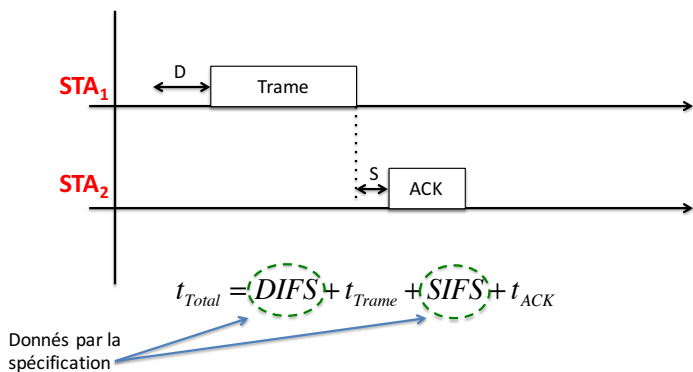 D
STA1
Trame
S
STA2
ACK
tTotal = DIFS + tTrame + SIFS + tACK
Donnés par la
spécification